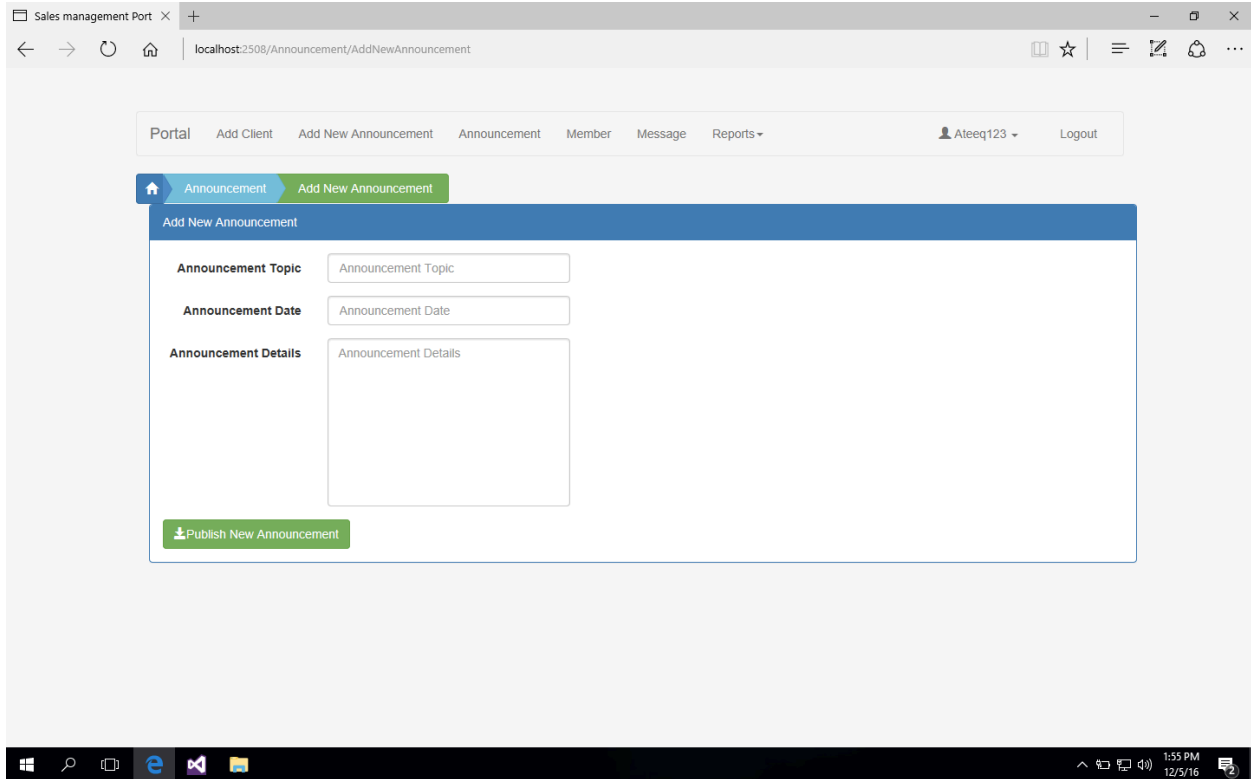 Sales management Port
localhost:2508/Announcement/AddNewAnnouncement
Portal Add Client Add New Announcement Announcement Member Message Reports Ateeq123 Logout
Announcement Add New Announcement
Add New Announcement
Announcement Topic Announcement Topic
Announcement Date Announcement Date
Announcement Details Announcement Details
Publish New Announcement
1:55 PM
12/5/16
2